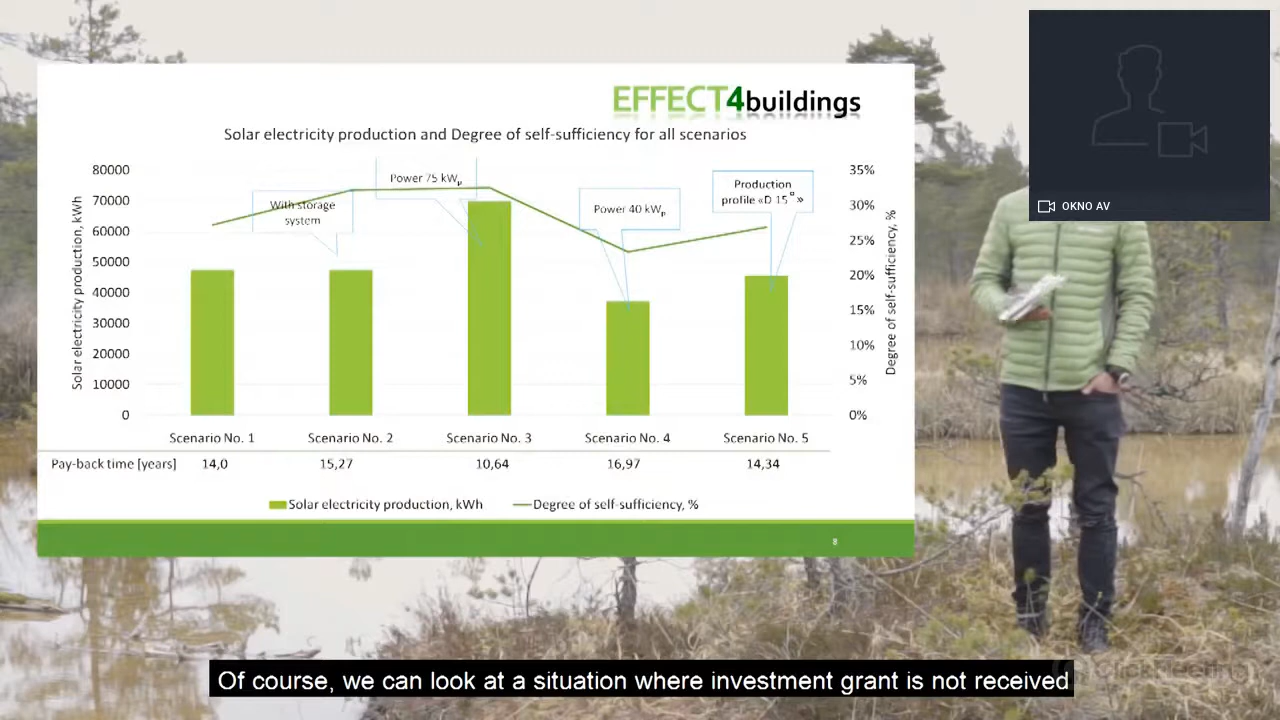 EFFECT4buildings
Solar electricity production and Degree of self-sufficiency for all scenarios
80000
70000
60000
50000
40000
30000
20000
10000
0
Solar electricity production, kWh
With storage
system
Power 75 kWp
Power 40 kWp
Production
profile «D 15°»
35%
30%
25%
20%
15%
10%
5%
0%
Degree of self-sufficiency, %
Scenario No. 1 Scenario No. 2 Scenario No. 3 Scenario No. 4 Scenario No. 5
Pay-back time [years] 14,0 15,27 10,64 16,97 14,34
Solar electricity production, kWh Degree of self-sufficiency, %
8
OKNO AV
ClickMeeting
Of course, we can look at a situation where investment grant is not received